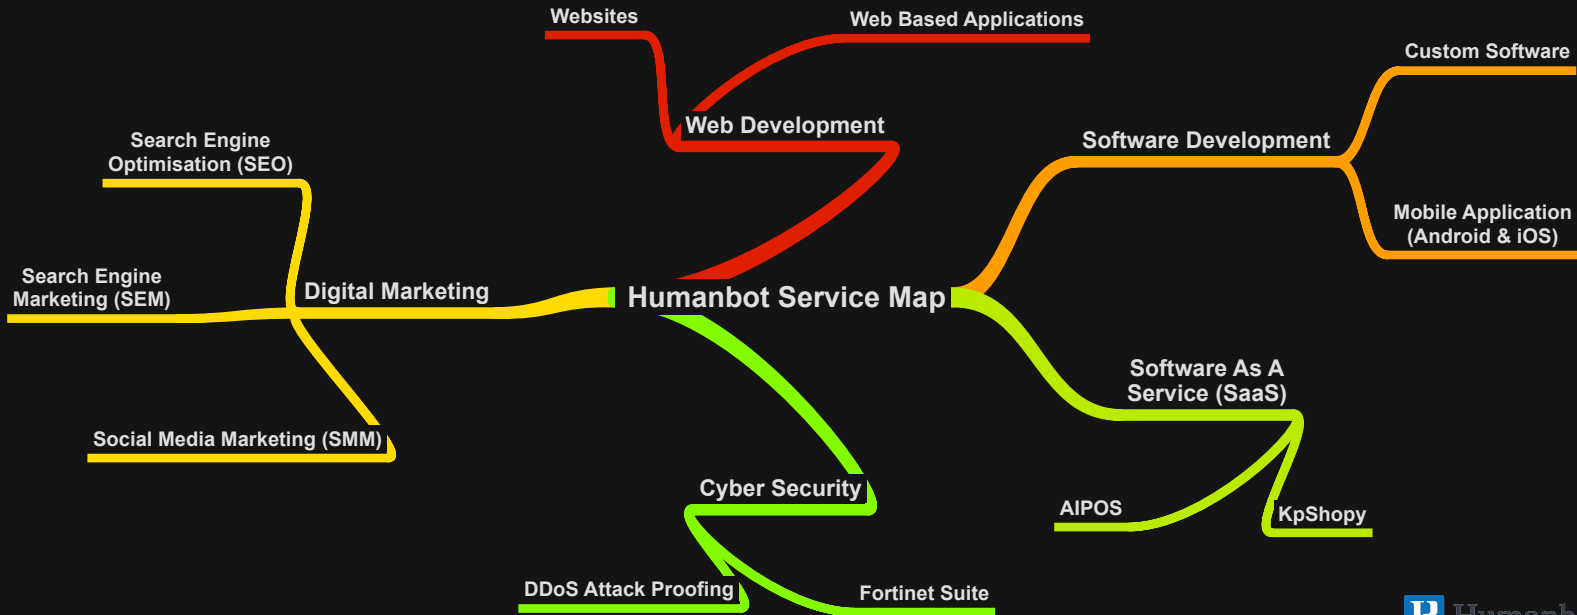 Websites
Web Based Applications
Custom Software
Web Development
Software Development
Search Engine
Optimisation (SEO)
Mobile Application
(Android & iOS)
Search Engine
Marketing (SEM)
Digital Marketing
Humanbot Service Map
Software As A
Service (SaaS)
Social Media Marketing (SMM)
Cyber Security
AIPOS
KpShopy
DDoS Attack Proofing
Fortinet Suite